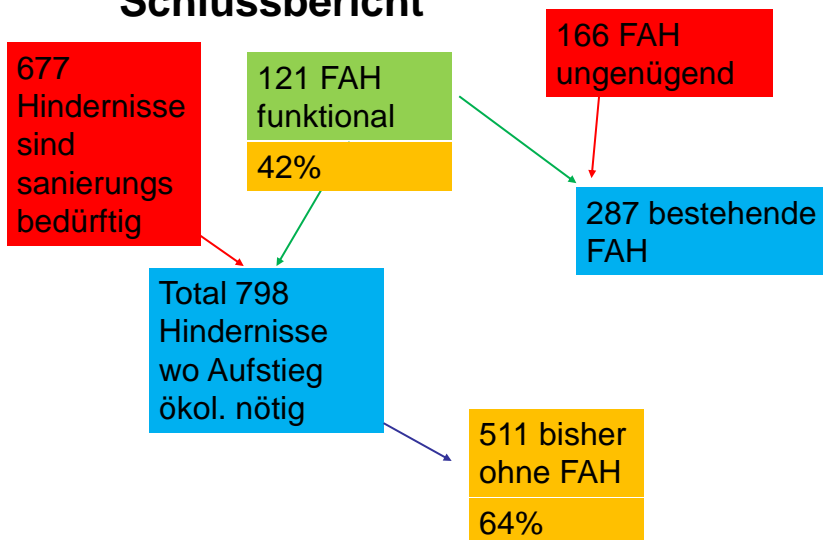 Schlussbericht
677
Hindernisse
sind
sanierungs
bedürftig
121 FAH
funktional
42%
166 FAH
ungenügend
287 bestehende
FAH
Total 798
Hindernisse
wo Aufstieg
ökol. nötig
511 bisher
ohne FAH
64%